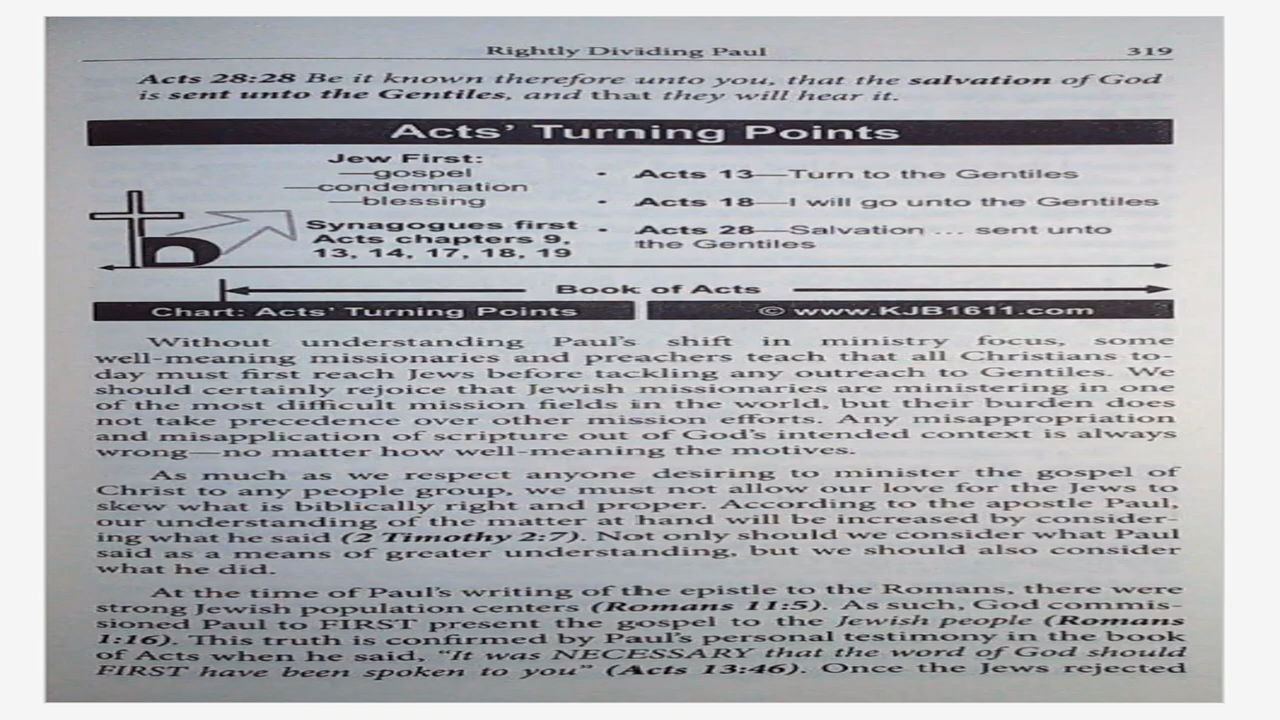 Rightly Dividing Paul 319
Acts 28:28 Be it known therefore unto you, that the salvation of God
is sent unto the Gentiles, and that they will hear it.
Acts' Turning Points
Jew First:
—gospel
—condemnation
—blessing
Synagogues first
Acts chapters 9,
13, 14, 17, 18, 19
• Acts 13—Turn to the Gentiles
• Acts 18—I will go unto the Gentiles
• Acts 28—Salvation ... sent unto
the Gentiles
Book of Acts
Chart: Acts' Turning Points
© www.KJB1611.com
Without understanding Paul's shift in ministry focus, some
well-meaning missionaries and preachers teach that all Christians to-
day must first reach Jews before tackling any outreach to Gentiles. We
should certainly rejoice that Jewish missionaries are ministering in one
of the most difficult mission fields in the world, but their burden does
not take precedence over other mission efforts. Any misappropriation
and misapplication of scripture out of God's intended context is always
wrong—no matter how well-meaning the motives.
As much as we respect anyone desiring to minister the gospel of
Christ to any people group, we must not allow our love for the Jews to
skew what is biblically right and proper. According to the apostle Paul,
our understanding of the matter at hand will be increased by consider-
ing what he said (2 Timothy 2:7). Not only should we consider what Paul
said as a means of greater understanding, but we should also consider
what he did.
At the time of Paul's writing of the epistle to the Romans, there were
strong Jewish population centers (Romans 11:5). As such, God commis-
sioned Paul to FIRST present the gospel to the Jewish people (Romans
1:16). This truth is confirmed by Paul's personal testimony in the book
of Acts when he said, "It was NECESSARY that the word of God should
FIRST have been spoken to you" (Acts 13:46). Once the Jews rejected